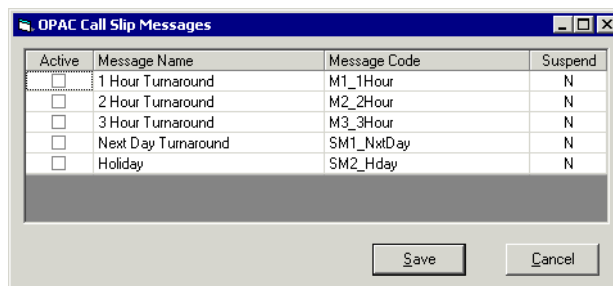 OPAC Call Slip Messages
Active Message Name Message Code Suspend
1 Hour Turnaround M1_1Hour N
2 Hour Turnaround M2_2Hour N
3 Hour Turnaround M3_3Hour N
Next Day Turnaround SM1_NxtDay N
Holiday SM2_Hday N
Save Cancel